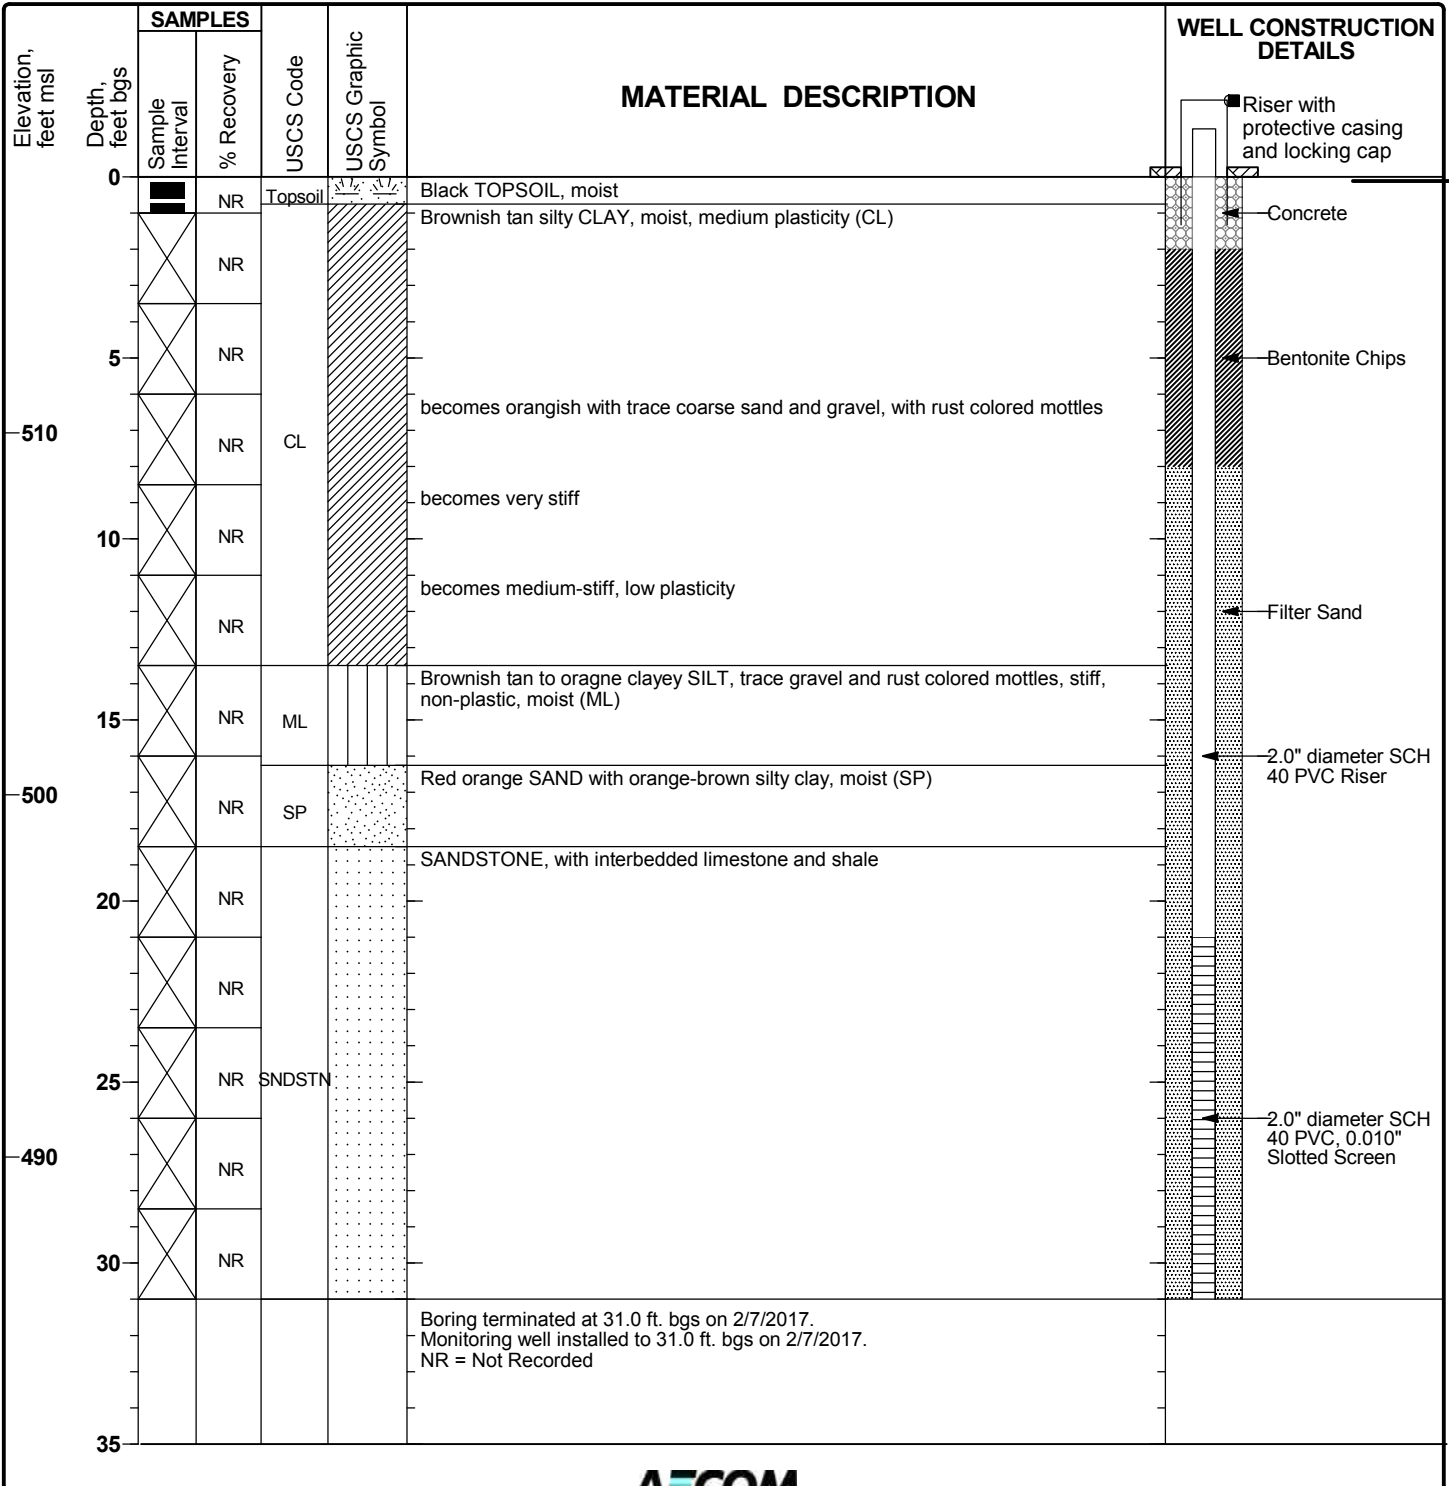 SAMPLES
Elevation,
feet msl
Depth,
feet bgs
Sample
Interval
% Recovery
USCS Code
USCS Graphic
Symbol
MATERIAL DESCRIPTION
WELL CONSTRUCTION
DETAILS
Riser with
protective casing
and locking cap
0
NR
Topsoil
Black TOPSOIL, moist
Brownish tan silty CLAY, moist, medium plasticity (CL)
Concrete
NR
5
NR
Bentonite Chips
becomes orangish with trace coarse sand and gravel, with rust colored mottles
510
NR
CL
becomes very stiff
10
NR
becomes medium-stiff, low plasticity
Filter Sand
NR
Brownish tan to oragne clayey SILT, trace gravel and rust colored mottles, stiff,
non-plastic, moist (ML)
15
NR
ML
2.0" diameter SCH
40 PVC Riser
Red orange SAND with orange-brown silty clay, moist (SP)
500
NR
SP
SANDSTONE, with interbedded limestone and shale
20
NR
NR
25
NR
SNDSTN
2.0" diameter SCH
40 PVC, 0.010"
Slotted Screen
490
NR
30
NR
Boring terminated at 31.0 ft. bgs on 2/7/2017.
Monitoring well installed to 31.0 ft. bgs on 2/7/2017.
NR = Not Recorded
35
AECOM